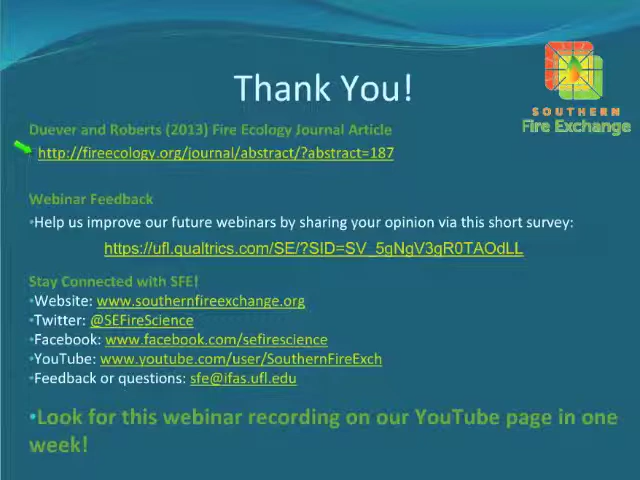 Thank You!
SOUTHERN
Fire Exchange
Duever and Roberts (2013) Fire Ecology Journal Article
http://fireecology.org/journal/abstract/?abstract=187
Webinar Feedback
•Help us improve our future webinars by sharing your opinion via this short survey:
https://ufl.qualtrics.com/SE/?SID=SV_5gNgV3gR0TAOdLL
Stay Connected with SFE!
•Website: www.southernfireexchange.org
•Twitter: @SEFireScience
•Facebook: www.facebook.com/sefirescience
•YouTube: www.youtube.com/user/SouthernFireExch
•Feedback or questions: sfe@ifas.ufl.edu
•Look for this webinar recording on our YouTube page in one
week!